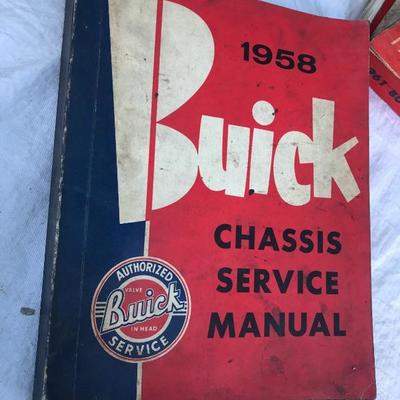 1958
Buick
CHASSIS
SERVICE
MANUAL
AUTHORIZED
VALVE
Buick
IN HEAD
SERVICE